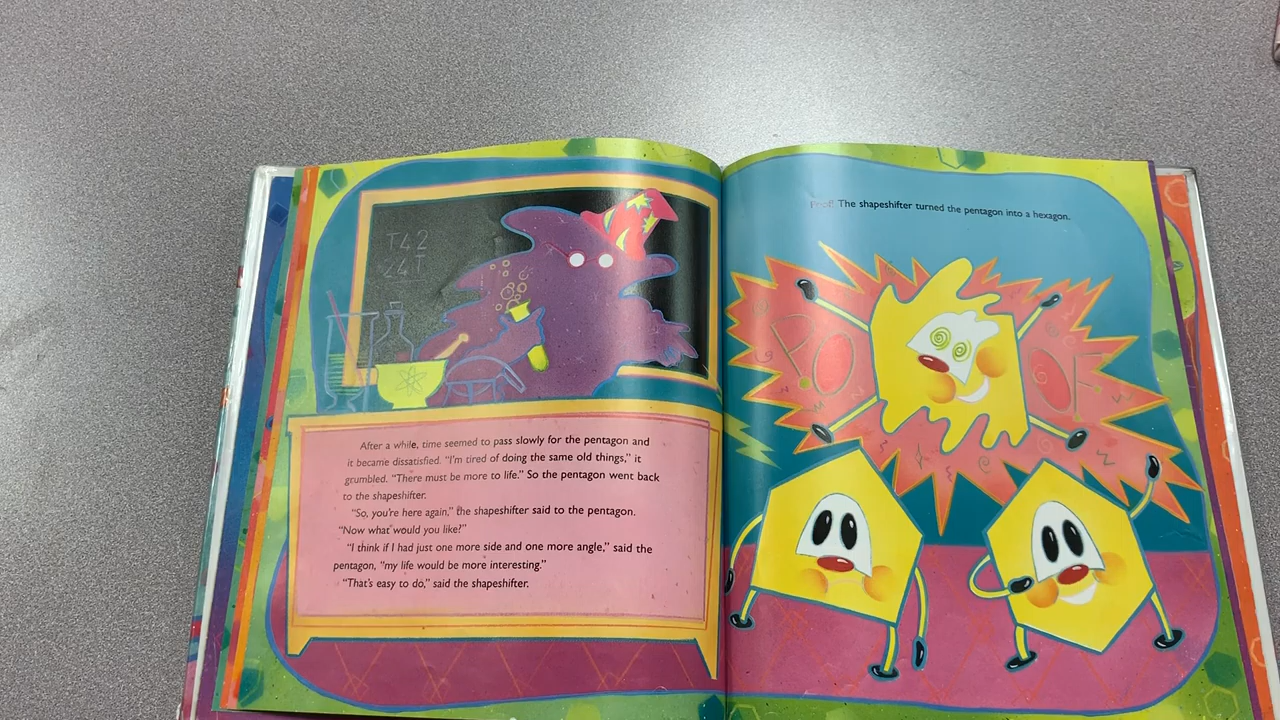 T42
∠4T
After a while, time seemed to pass slowly for the pentagon and
it became dissatisfied. "I'm tired of doing the same old things," it
grumbled. "There must be more to life." So the pentagon went back
to the shapeshifter.
"So, you're here again," the shapeshifter said to the pentagon.
"Now what would you like?"
"I think if I had just one more side and one more angle," said the
pentagon, "my life would be more interesting."
"That's easy to do," said the shapeshifter.
Poof! The shapeshifter turned the pentagon into a hexagon.
POOF